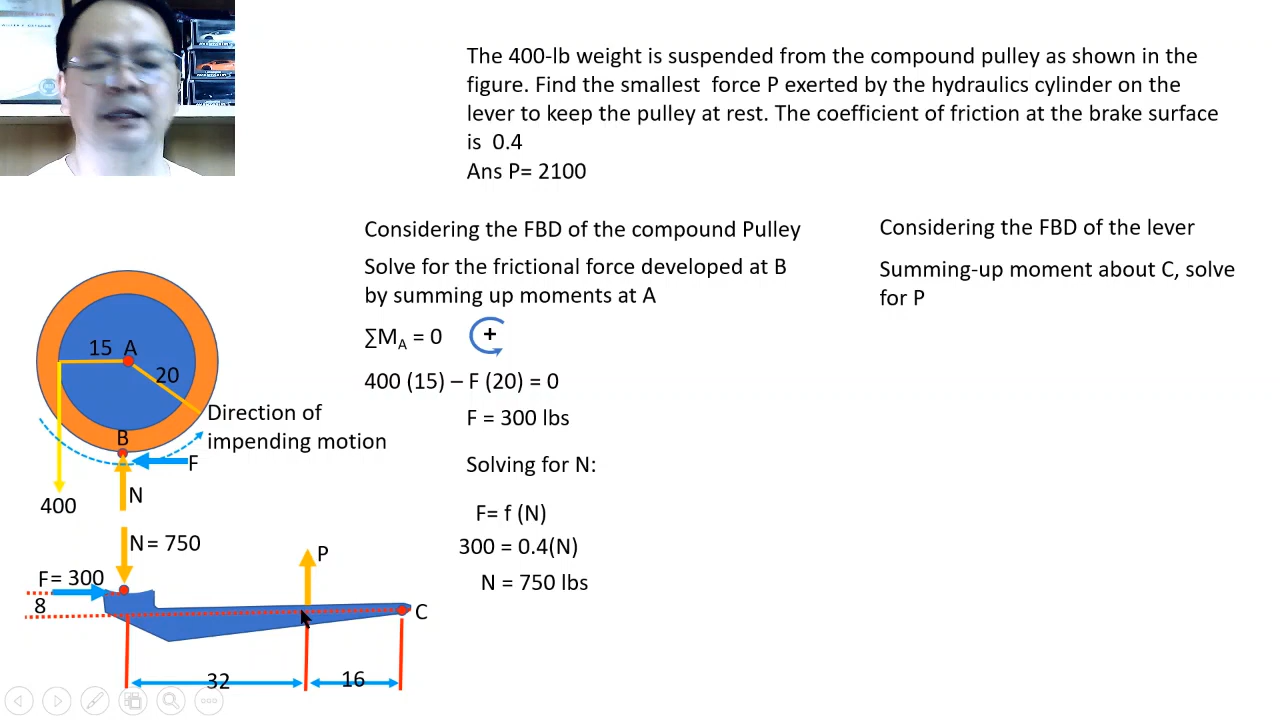 The 400-lb weight is suspended from the compound pulley as shown in the
figure. Find the smallest force P exerted by the hydraulics cylinder on the
lever to keep the pulley at rest. The coefficient of friction at the brake surface
is 0.4
Ans P= 2100
Considering the FBD of the compound Pulley
Solve for the frictional force developed at B
by summing up moments at A
∑MA = 0
+
400 (15) – F (20) = 0
F = 300 lbs
Solving for N:
F= f (N)
300 = 0.4(N)
N = 750 lbs
Considering the FBD of the lever
Summing-up moment about C, solve
for P
15 A
20
Direction of
impending motion
B
F
N
400
N = 750
P
F= 300
8
C
32
16